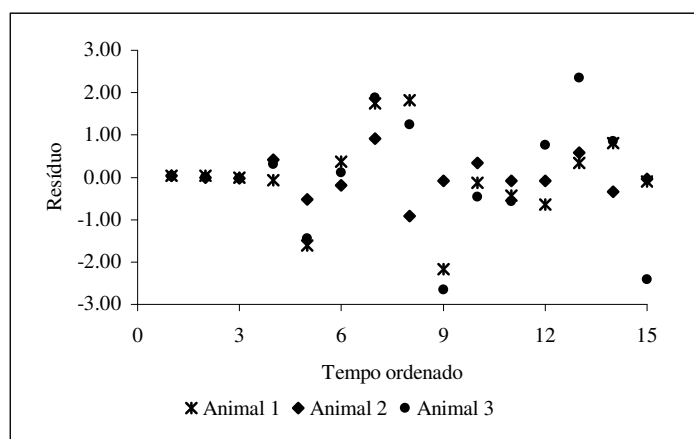 3.00
2.00
1.00
0.00
-1.00
-2.00
-3.00
Resíduo
0 3 6 9 12 15
Tempo ordenado
Animal 1 Animal 2 Animal 3